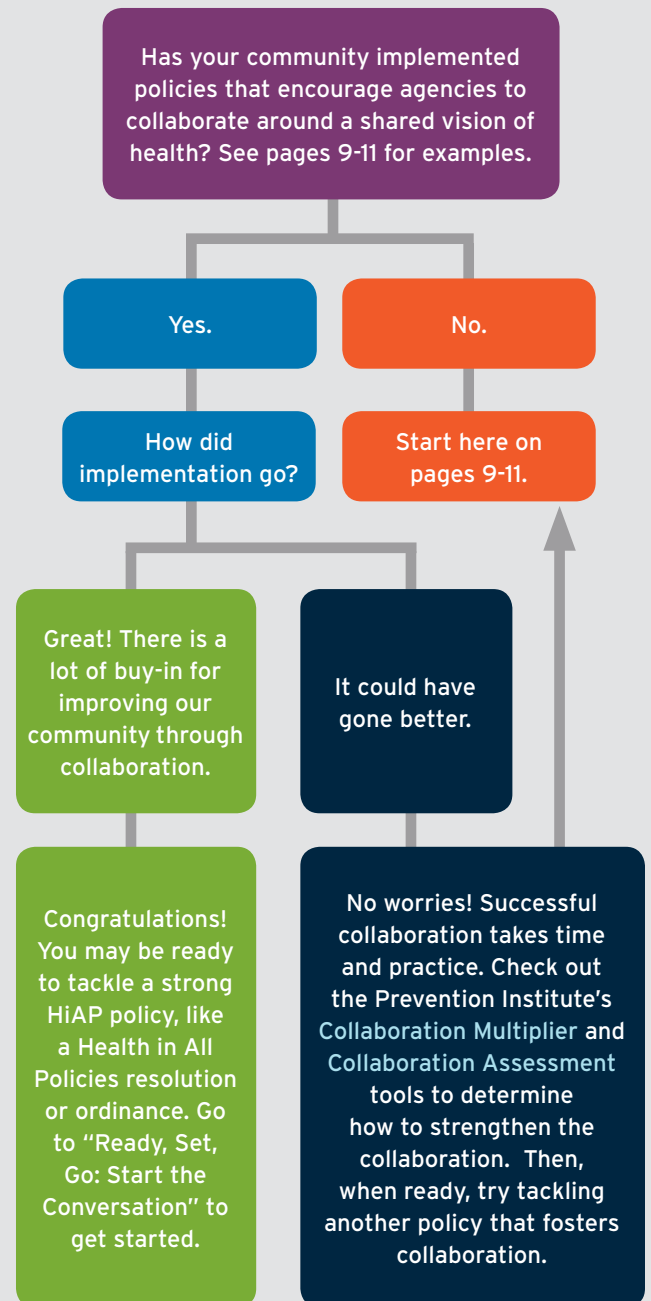 Has your community implemented
policies that encourage agencies to
collaborate around a shared vision of
health? See pages 9-11 for examples.
Yes.
No.
How did
implementation go?
Start here on
pages 9-11.
Great! There is a
lot of buy-in for
improving our
community through
collaboration.
It could have
gone better.
Congratulations!
You may be ready
to tackle a strong
HiAP policy, like
a Health in All
Policies resolution
or ordinance. Go
to “Ready, Set,
Go: Start the
Conversation” to
get started.
No worries! Successful
collaboration takes time
and practice. Check out
the Prevention Institute’s
Collaboration Multiplier and
Collaboration Assessment
tools to determine
how to strengthen the
collaboration. Then,
when ready, try tackling
another policy that fosters
collaboration.